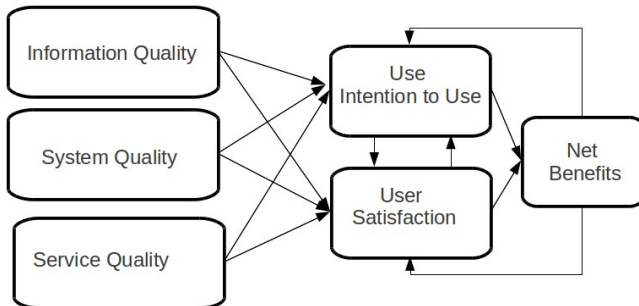 Information Quality
System Quality
Service Quality
Use
Intention to Use
User
Satisfaction
Net
Benefits